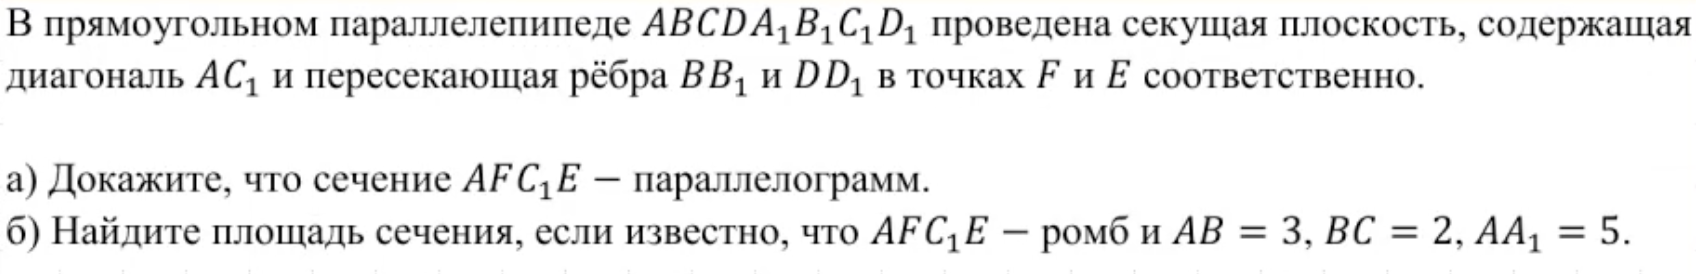 В прямоугольном параллелепипеде ABCDA₁B₁C₁D₁ проведена секущая плоскость, содержащая
диагональ AC₁ и пересекающая рёбра BB₁ и DD₁ в точках F и E соответственно.
а) Докажите, что сечение AFC₁E – параллелограмм.
б) Найдите площадь сечения, если известно, что AFC₁E – ромб и AB = 3, BC = 2, AA₁ = 5.